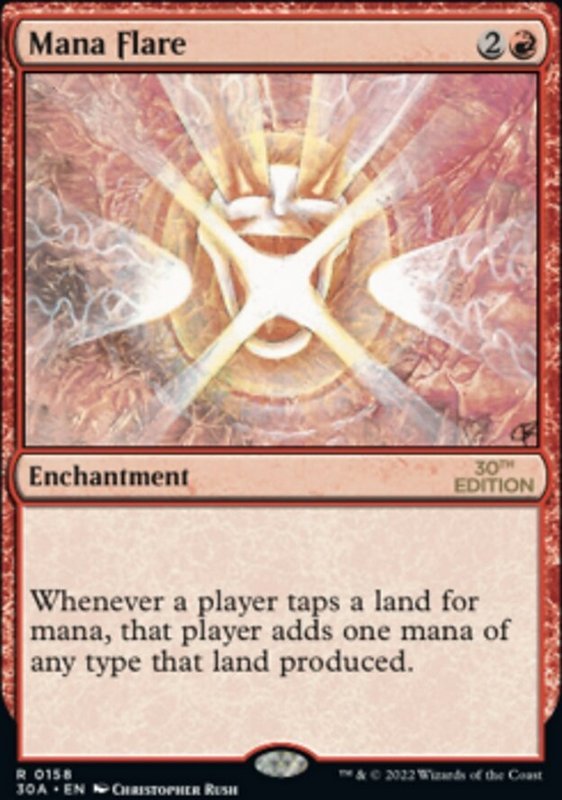 Mana Flare 2
Enchantment
30TH
EDITION
Whenever a player taps a land for
mana, that player adds one mana of
any type that land produced.
R 0158
30A • EN Christopher Rush
™ & © 2022 Wizards of the Coast